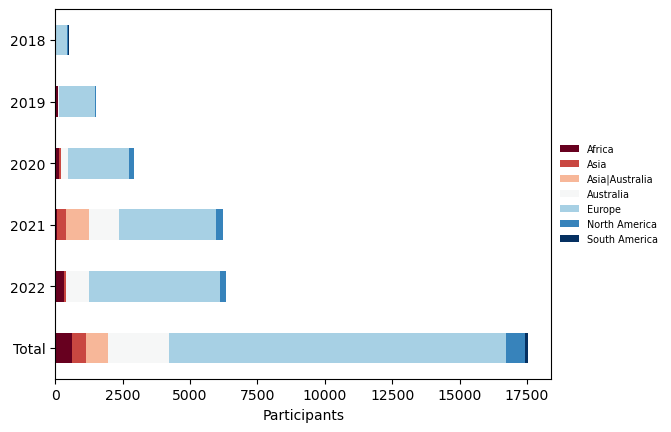 2018
2019
2020
2021
2022
Total
0
2500
5000
7500
10000
12500
15000
17500
Participants
Africa
Asia
Asia|Australia
Australia
Europe
North America
South America